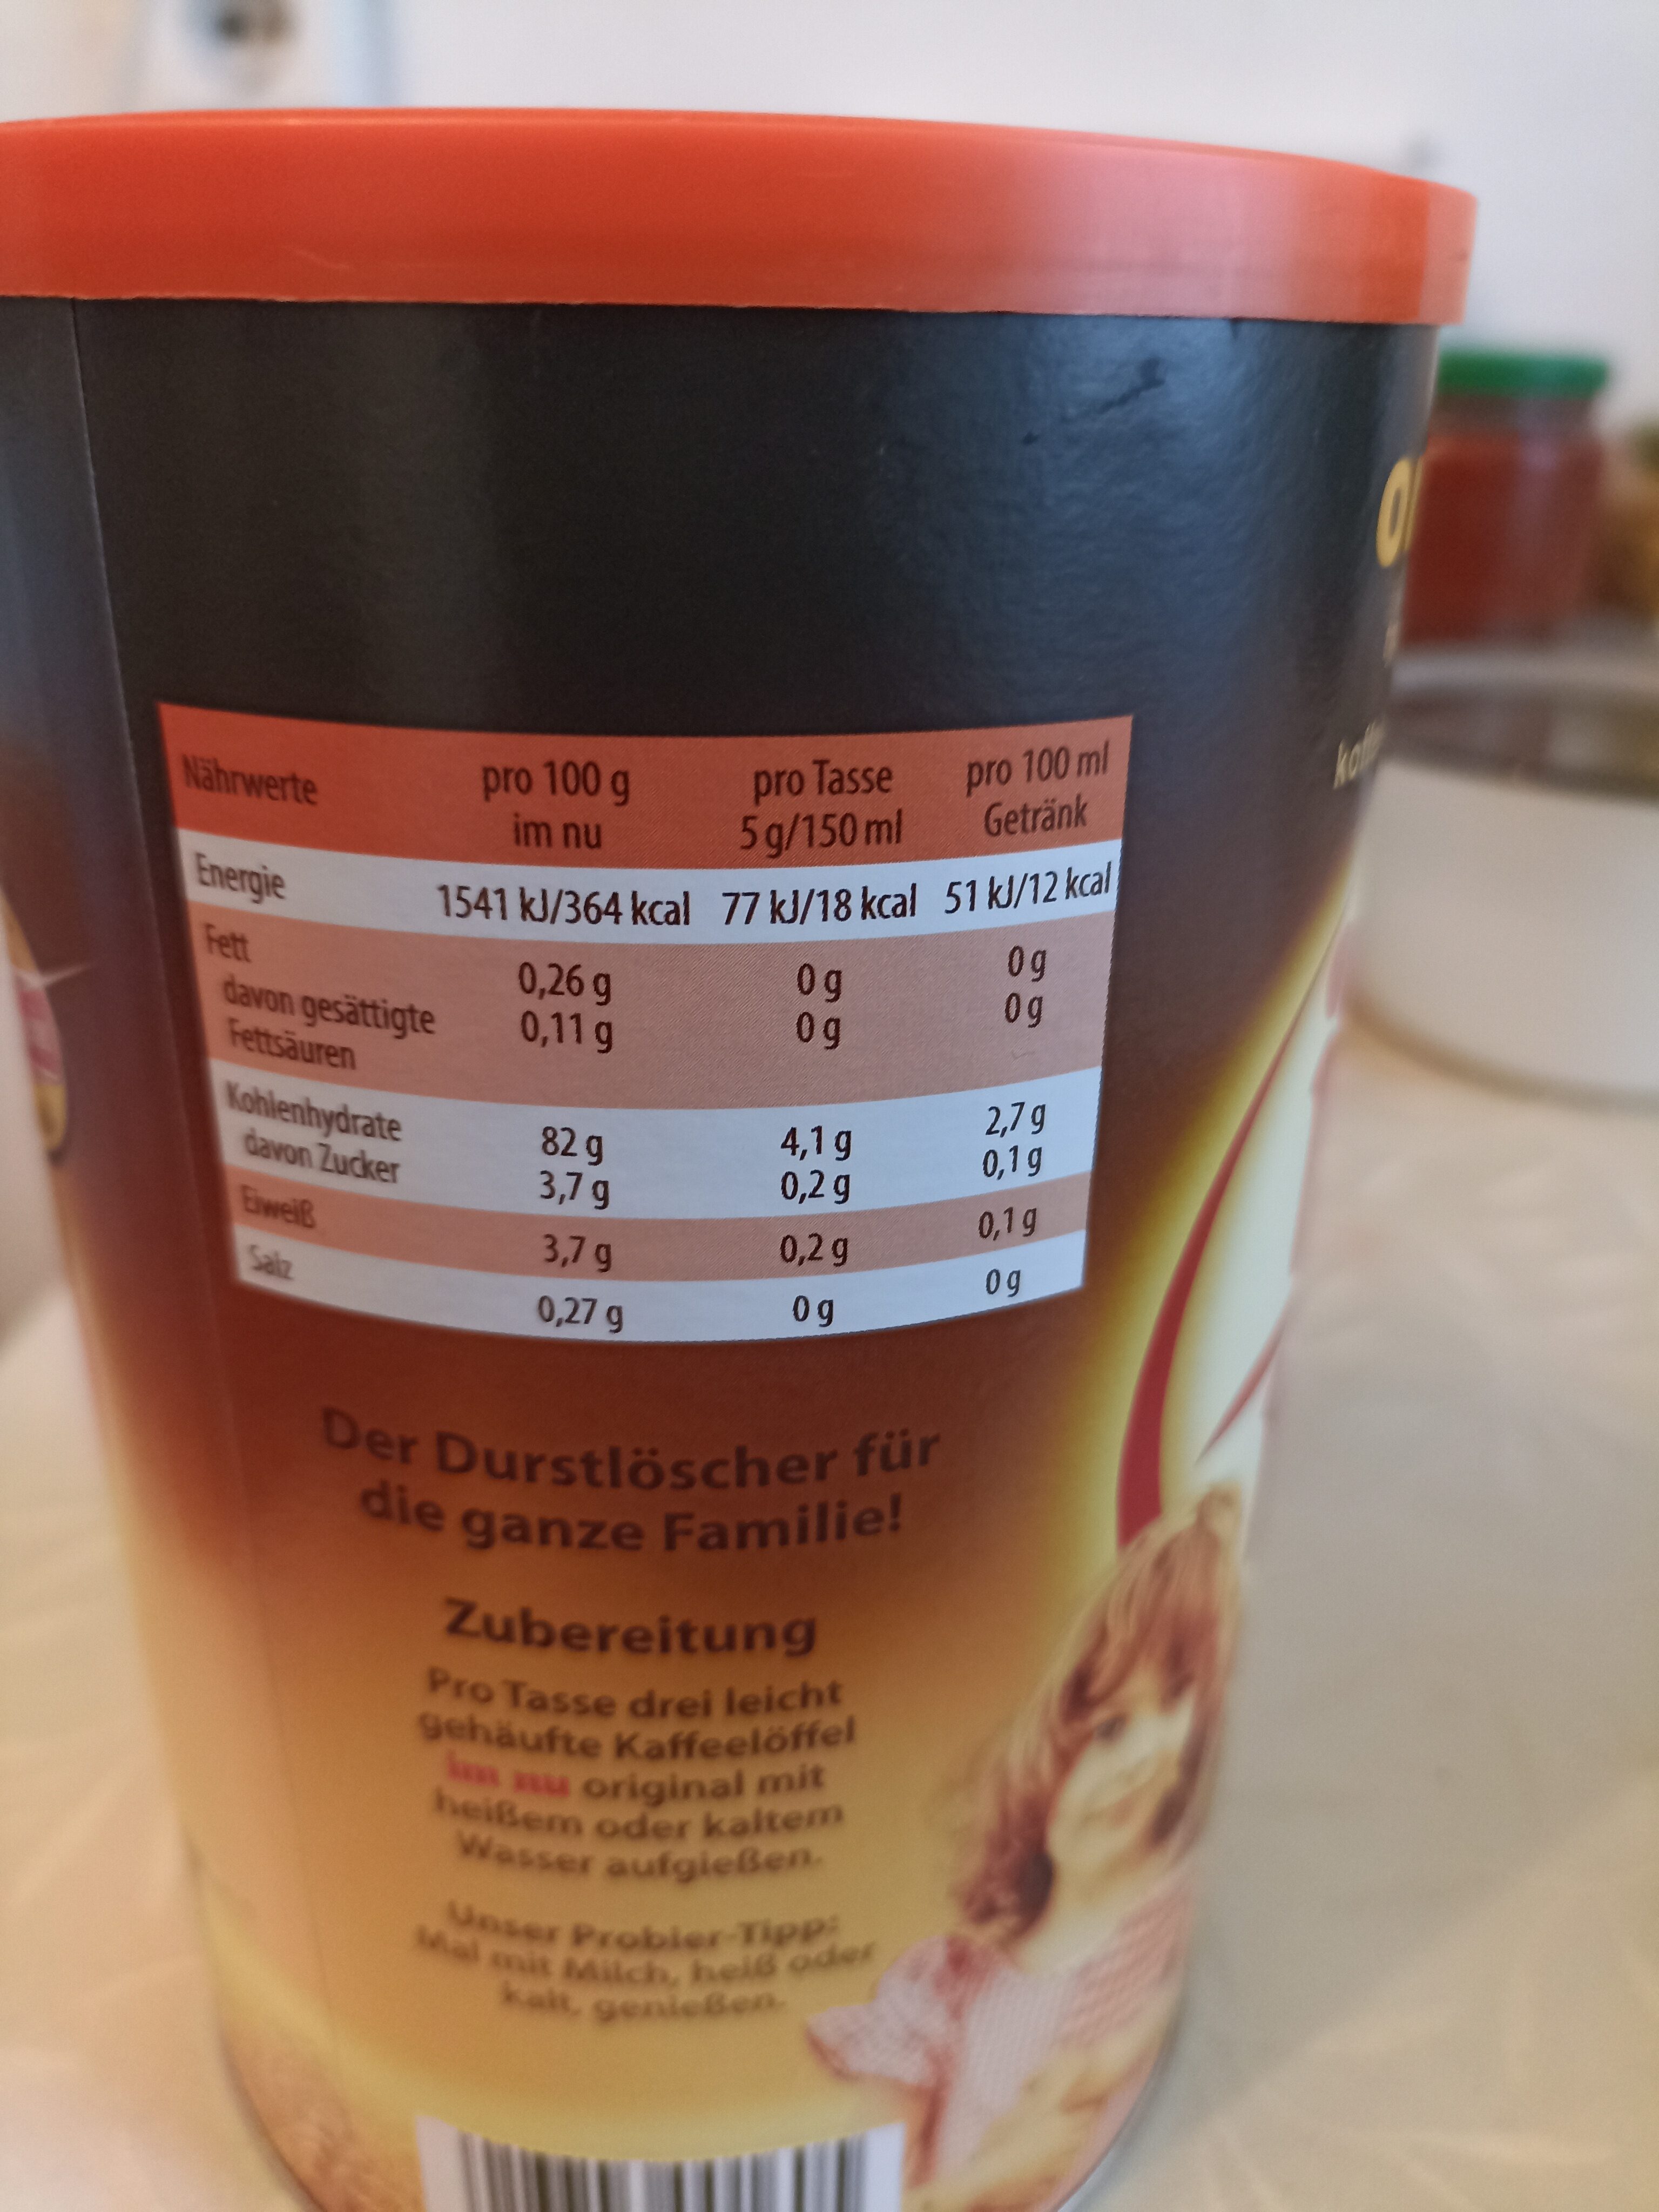 Nährwerte pro 100 g pro Tasse pro 100 ml
im nu 5 g/150 ml Getränk
Energie 1541 kJ/364 kcal 77 kJ/18 kcal 51 kJ/12 kcal
Fett 0,26 g 0 g 0 g
davon gesättigte 0,11 g 0 g 0 g
Fettsäuren
Kohlenhydrate 82 g 4,1 g 2,7 g
davon Zucker 3,7 g 0,2 g 0,1 g
Eiweiß 3,7 g 0,2 g 0,1 g
Salz 0,27 g 0 g 0 g
Der Durstlöscher für
die ganze Familie!
Zubereitung
Pro Tasse drei leicht
gehäufte Kaffeelöffel
im nu original mit
heißem oder kaltem
Wasser aufgießen.
Unser Probier-Tipp:
Mal mit Milch, heiß oder
kalt, genießen.